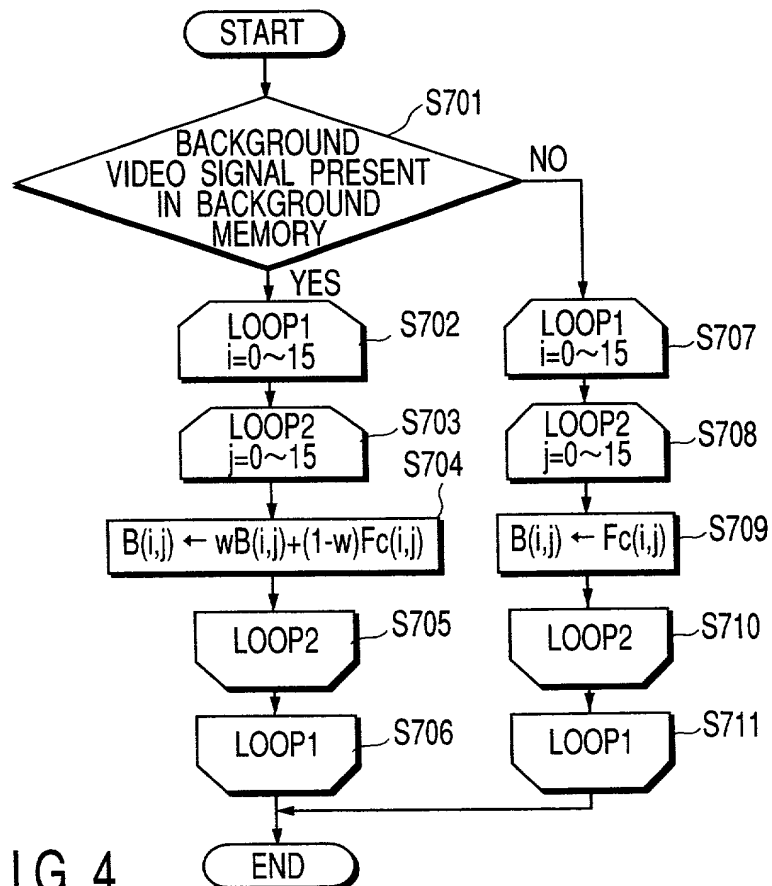 START
S701
BACKGROUND
VIDEO SIGNAL PRESENT
IN BACKGROUND
MEMORY
NO
YES
LOOP1
i=0~15
S702
LOOP2
j=0~15
S703
S704
B(i,j) ← wB(i,j)+(1-w)Fc(i,j)
LOOP2
S705
LOOP1
S706
LOOP1
i=0~15
S707
LOOP2
j=0~15
S708
B(i,j) ← Fc(i,j)
S709
LOOP2
S710
LOOP1
S711
END
IG. 4